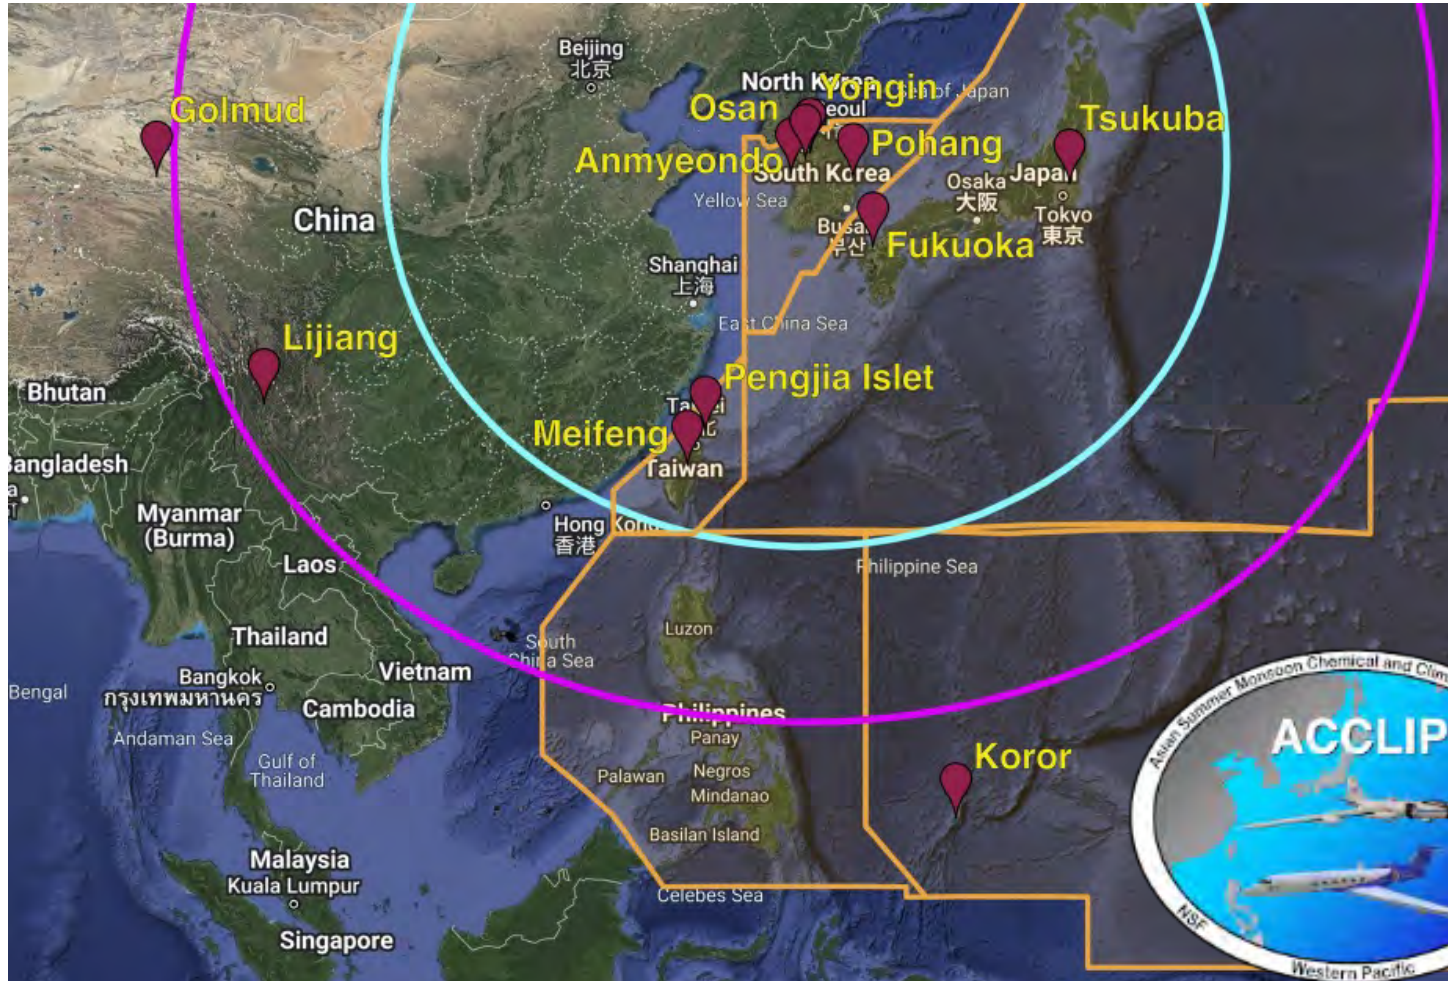 Beijing
北京
North Korea
Yongin
Sea of Japan
Golmud
Osan
Seoul
Tsukuba
Anmyeondo
Pohang
South Korea
Osaka
大阪
Japan
Yellow Sea
China
Tokyo
東京
Busan
부산
Fukuoka
Shanghai
上海
East China Sea
Lijiang
Pengjia Islet
Bhutan
Taipei
Meifeng
Taiwan
Bangladesh
Myanmar
(Burma)
Hong Kong
香港
Laos
Philippine Sea
Thailand
Luzon
South
China Sea
Vietnam
Bangkok
กรุงเทพมหานคร
Bengal
Cambodia
Philippines
Andaman Sea
Panay
Gulf of
Thailand
Palawan
Negros
Mindanao
Koror
Basilan Island
Malaysia
Kuala Lumpur
Celebes Sea
Singapore
Asian Summer Monsoon Chemical and Clim
ACCLIP
NSF
Western Pacific